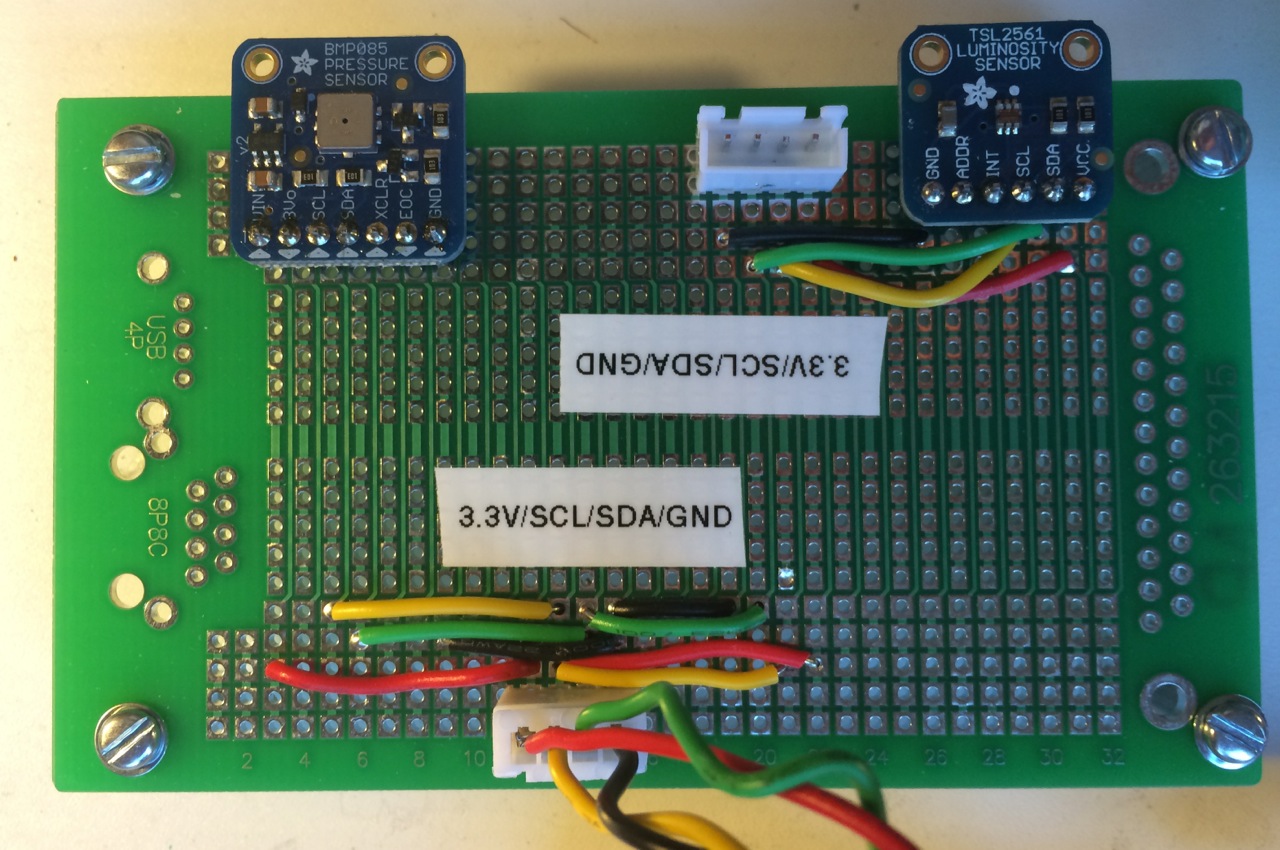 BMP085
PRESSURE
SENSOR
v2
VIN
3Vo
SCL
SDA
XCLR
EOC
GND
TSL2561
LUMINOSITY
SENSOR
GND
ADDR
INT
SCL
SDA
VCC
USB
4P
3.3V/SCL/SDA/GND
8P8C
3.3V/SCL/SDA/GND
263215
2 4 6 8 10 20 24 26 28 30 32